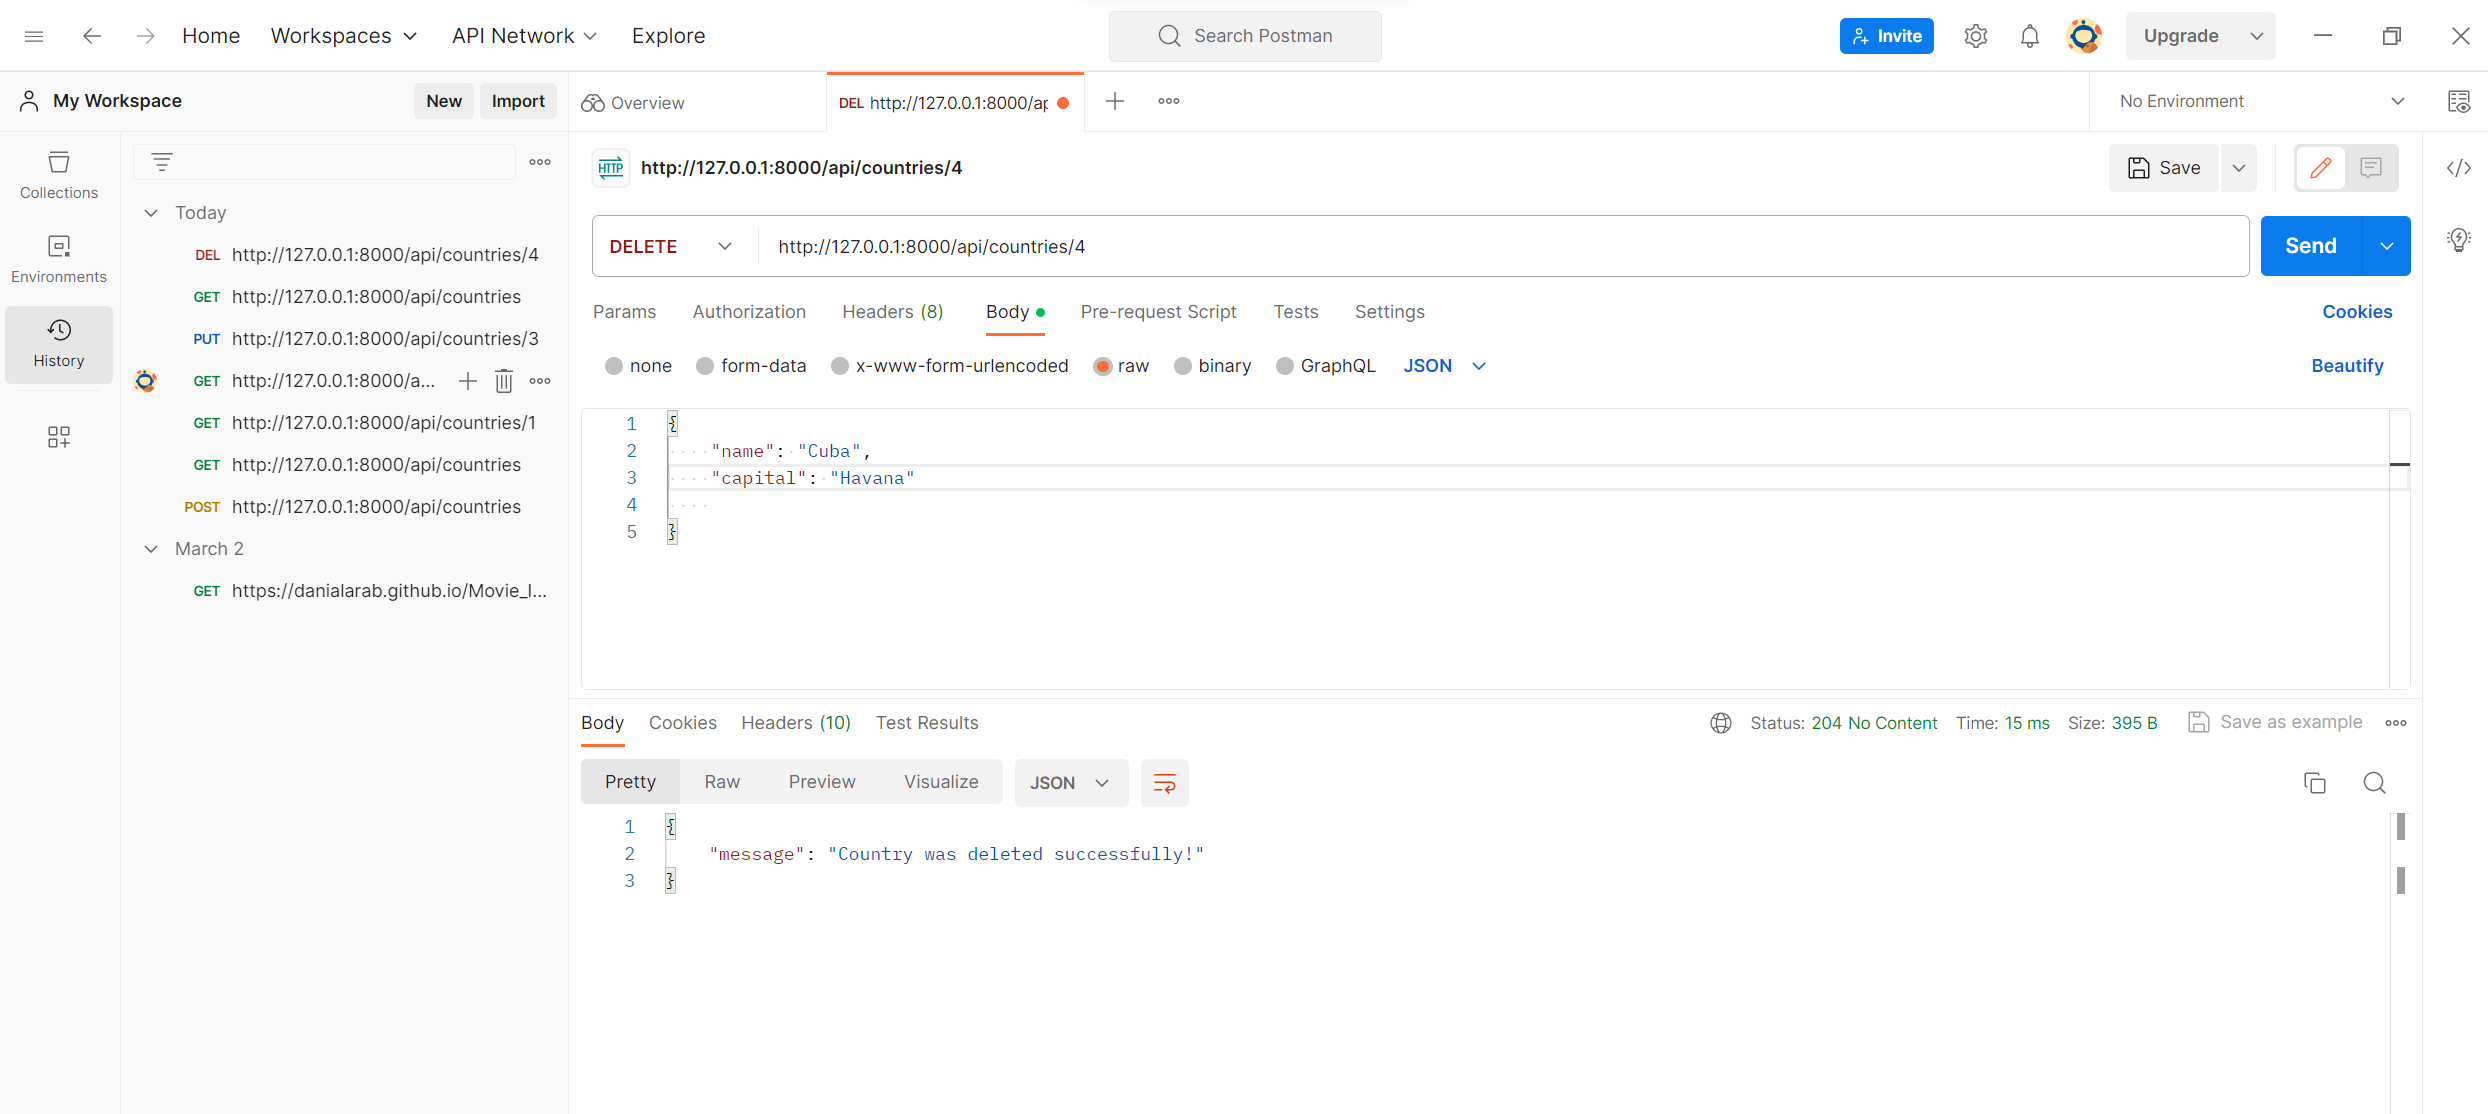 Home Workspaces API Network Explore Search Postman Invite Upgrade
My Workspace New Import Overview DEL http://127.0.0.1:8000/ap No Environment
Collections
Environments
History
Today
DEL http://127.0.0.1:8000/api/countries/4
GET http://127.0.0.1:8000/api/countries
PUT http://127.0.0.1:8000/api/countries/3
GET http://127.0.0.1:8000/a...
GET http://127.0.0.1:8000/api/countries/1
GET http://127.0.0.1:8000/api/countries
POST http://127.0.0.1:8000/api/countries
March 2
GET https://danialarab.github.io/Movie_I...
HTTP http://127.0.0.1:8000/api/countries/4 Save
DELETE http://127.0.0.1:8000/api/countries/4 Send
Params Authorization Headers (8) Body Pre-request Script Tests Settings Cookies
none form-data x-www-form-urlencoded raw binary GraphQL JSON Beautify
1 {
2 "name": "Cuba",
3 "capital": "Havana"
4
5 }
Body Cookies Headers (10) Test Results Status: 204 No Content Time: 15 ms Size: 395 B Save as example
Pretty Raw Preview Visualize JSON
1 {
2 "message": "Country was deleted successfully!"
3 }